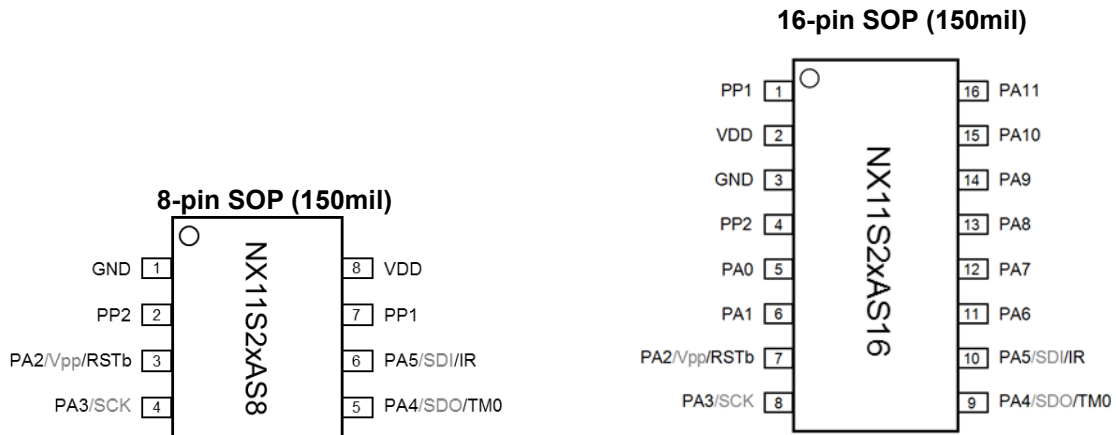 8-pin SOP (150mil)
GND 1
PP2 2
PA2/Vpp/RSTb 3
PA3/SCK 4
NX11S2xAS8
8 VDD
7 PP1
6 PA5/SDI/IR
5 PA4/SDO/TM0
16-pin SOP (150mil)
PP1 1
VDD 2
GND 3
PP2 4
PA0 5
PA1 6
PA2/Vpp/RSTb 7
PA3/SCK 8
NX11S2xAS16
16 PA11
15 PA10
14 PA9
13 PA8
12 PA7
11 PA6
10 PA5/SDI/IR
9 PA4/SDO/TM0